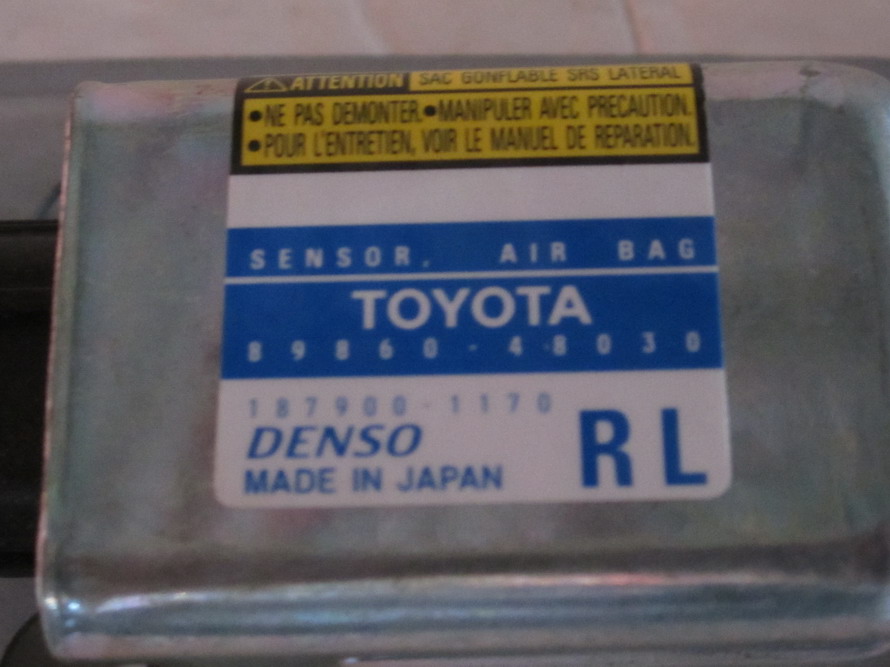 ATTENTION SAC GONFLABLE SRS LATERAL
•NE PAS DEMONTER.•MANIPULER AVEC PRECAUTION.
•POUR L'ENTRETIEN, VOIR LE MANUEL DE REPARATION.
SENSOR, AIR BAG
TOYOTA
89860-48030
187900-1170
DENSO
MADE IN JAPAN
RL